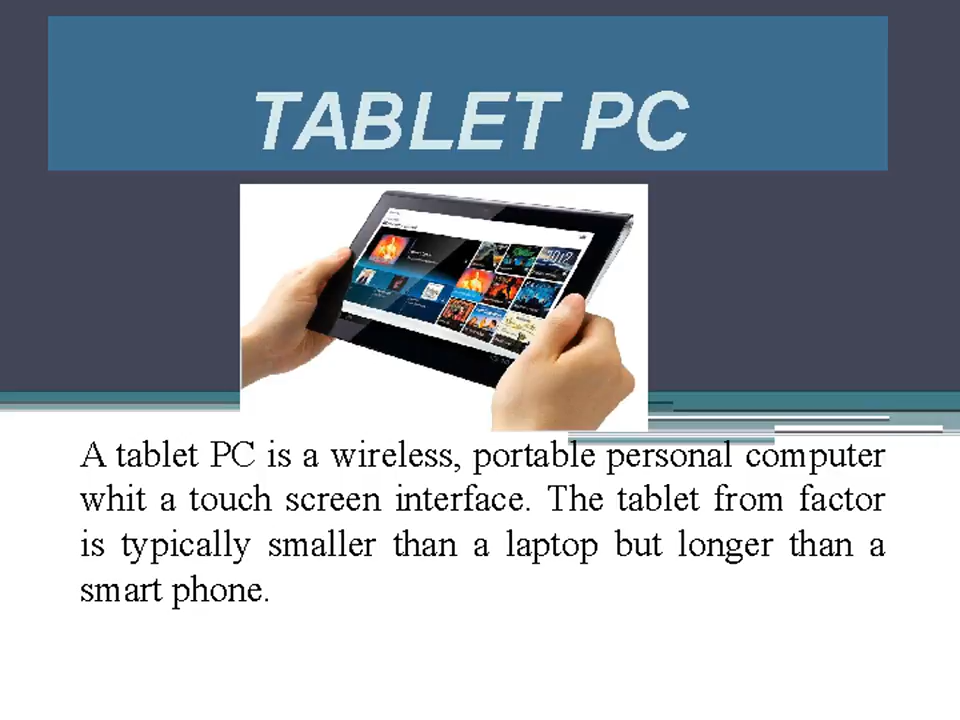 TABLET PC
2012
A tablet PC is a wireless, portable personal computer
whit a touch screen interface. The tablet from factor
is typically smaller than a laptop but longer than a
smart phone.